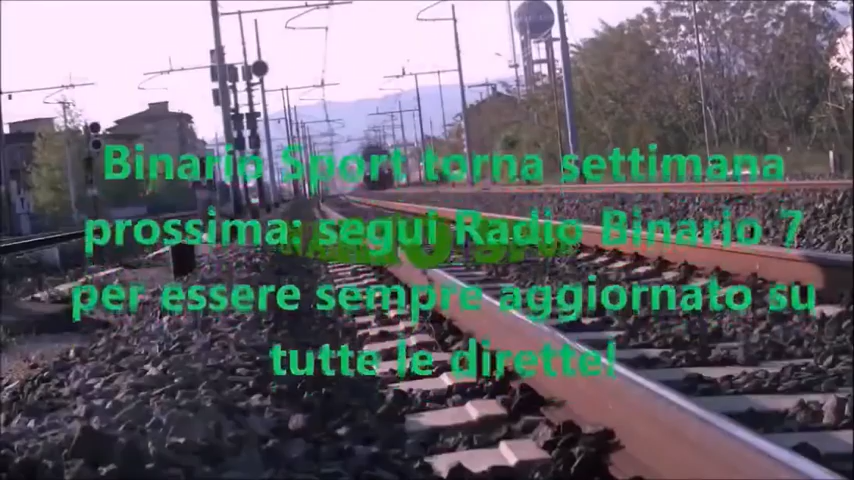 Binario Sport torna settimana
prossima: segui Radio Binario 7
per essere sempre aggiornato su
tutte le dirette!